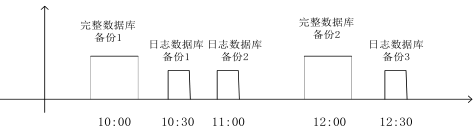 完整数据库
备份1
日志数据库
备份1
日志数据库
备份2
完整数据库
备份2
日志数据库
备份3
10:00
10:30
11:00
12:00
12:30